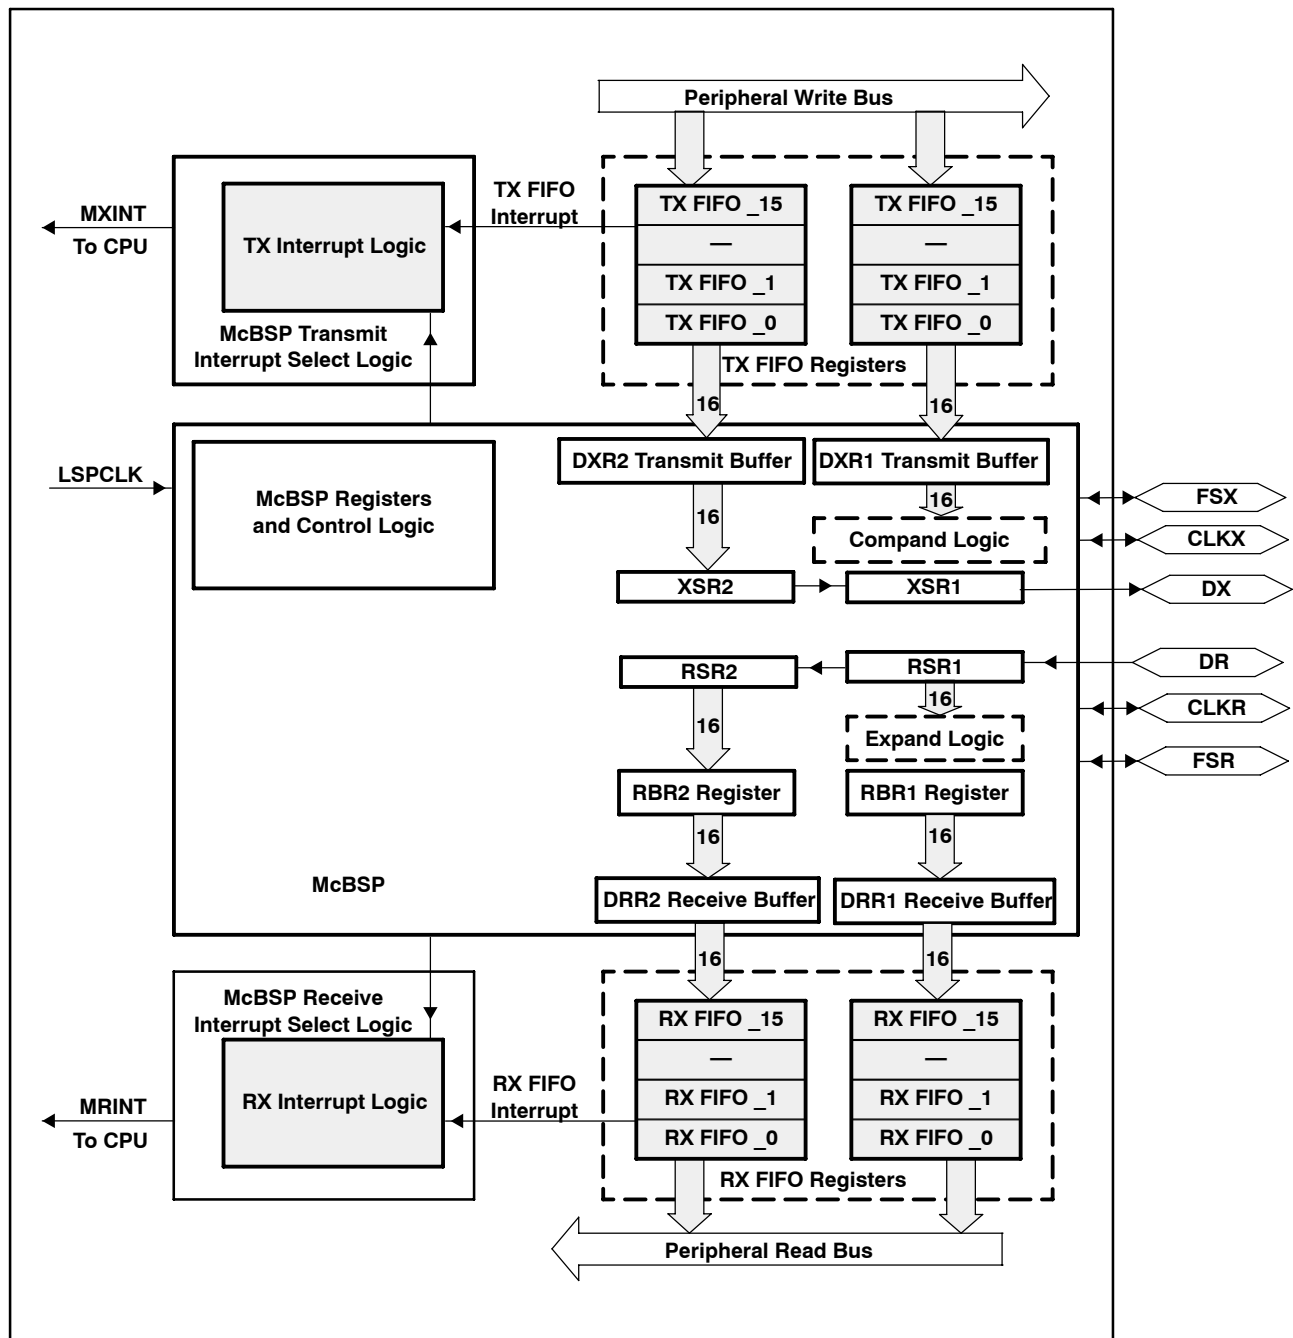 Peripheral Write Bus
MXINT
To CPU
TX Interrupt Logic
McBSP Transmit
Interrupt Select Logic
TX FIFO
Interrupt
TX FIFO _15
—
TX FIFO _1
TX FIFO _0
TX FIFO _15
—
TX FIFO _1
TX FIFO _0
TX FIFO Registers
16
16
LSPCLK
McBSP Registers
and Control Logic
DXR2 Transmit Buffer
DXR1 Transmit Buffer
16
16
Compand Logic
XSR2
XSR1
FSX
CLKX
DX
RSR2
RSR1
DR
16
16
Expand Logic
CLKR
FSR
RBR2 Register
RBR1 Register
16
16
McBSP
DRR2 Receive Buffer
DRR1 Receive Buffer
16
16
McBSP Receive
Interrupt Select Logic
RX Interrupt Logic
MRINT
To CPU
RX FIFO
Interrupt
RX FIFO _15
—
RX FIFO _1
RX FIFO _0
RX FIFO _15
—
RX FIFO _1
RX FIFO _0
RX FIFO Registers
Peripheral Read Bus